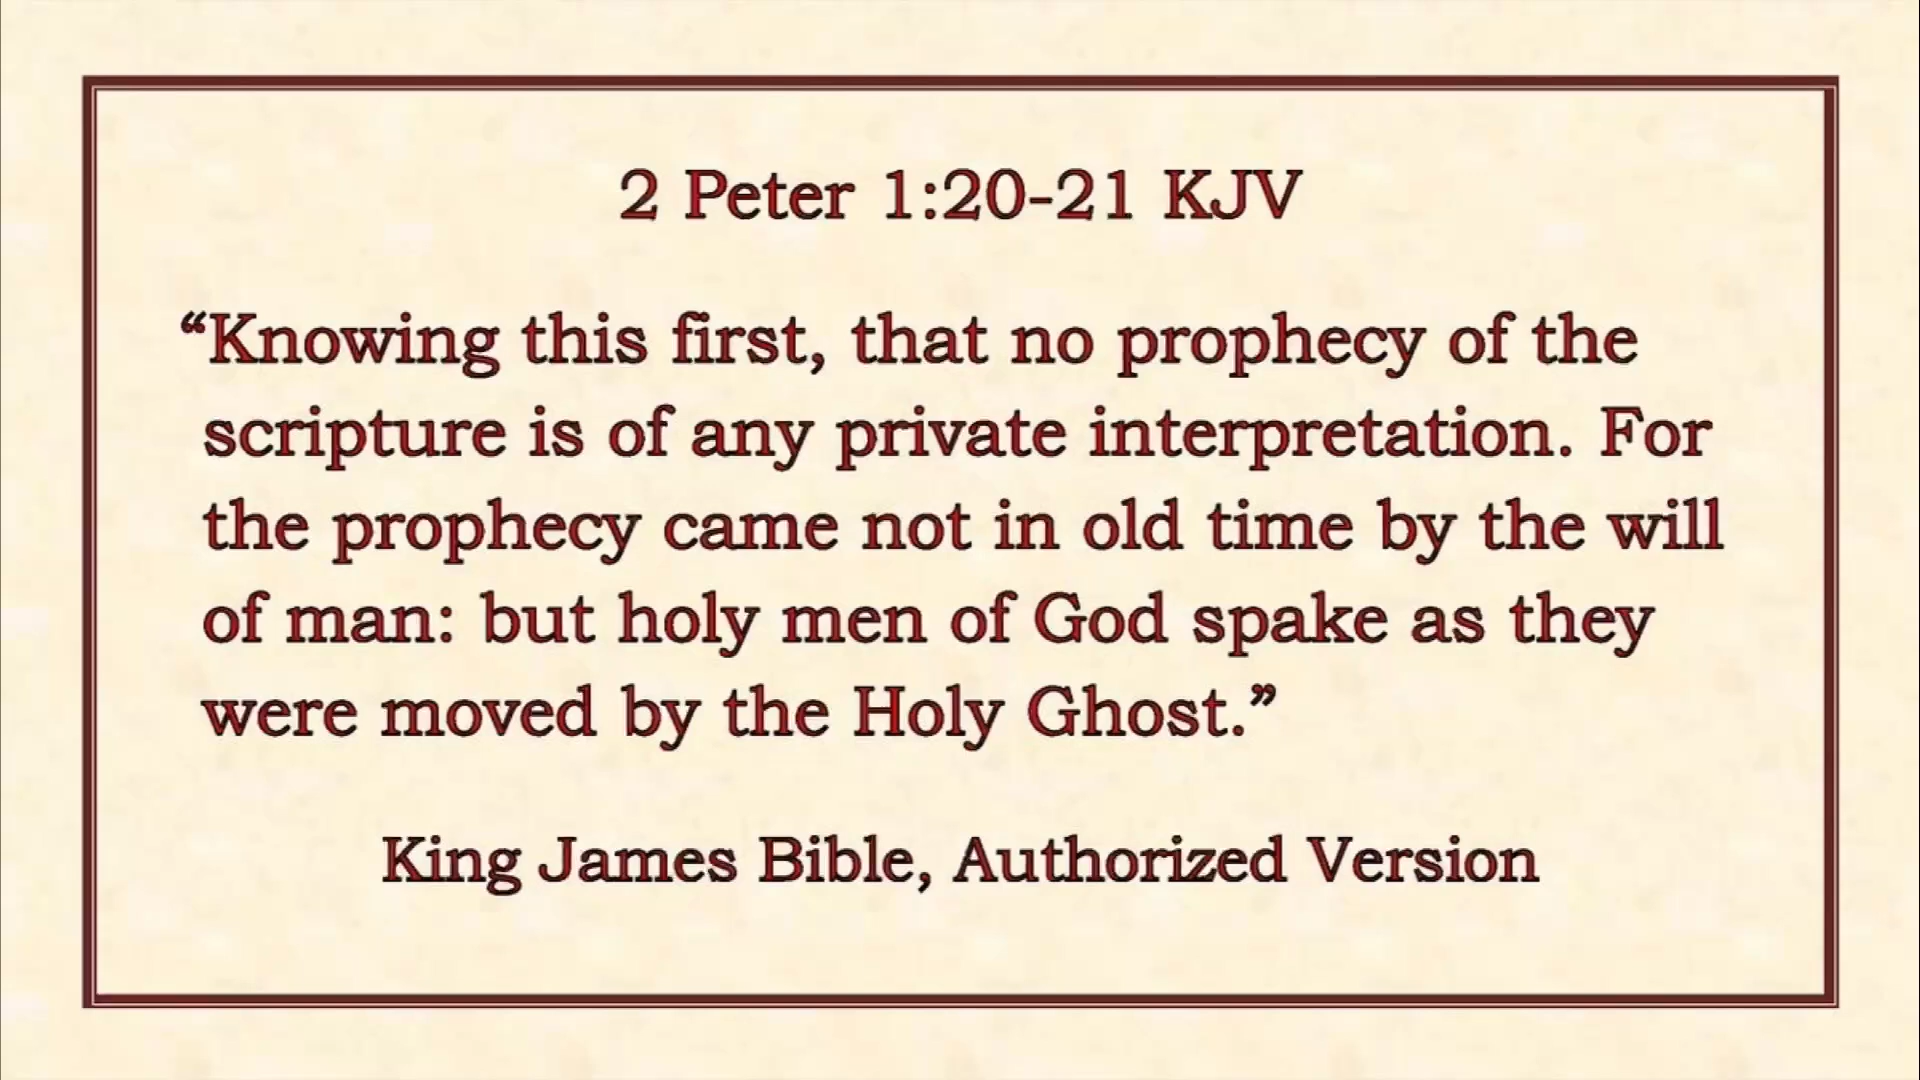 2 Peter 1:20-21 KJV
“Knowing this first, that no prophecy of the
scripture is of any private interpretation. For
the prophecy came not in old time by the will
of man: but holy men of God spake as they
were moved by the Holy Ghost.”
King James Bible, Authorized Version